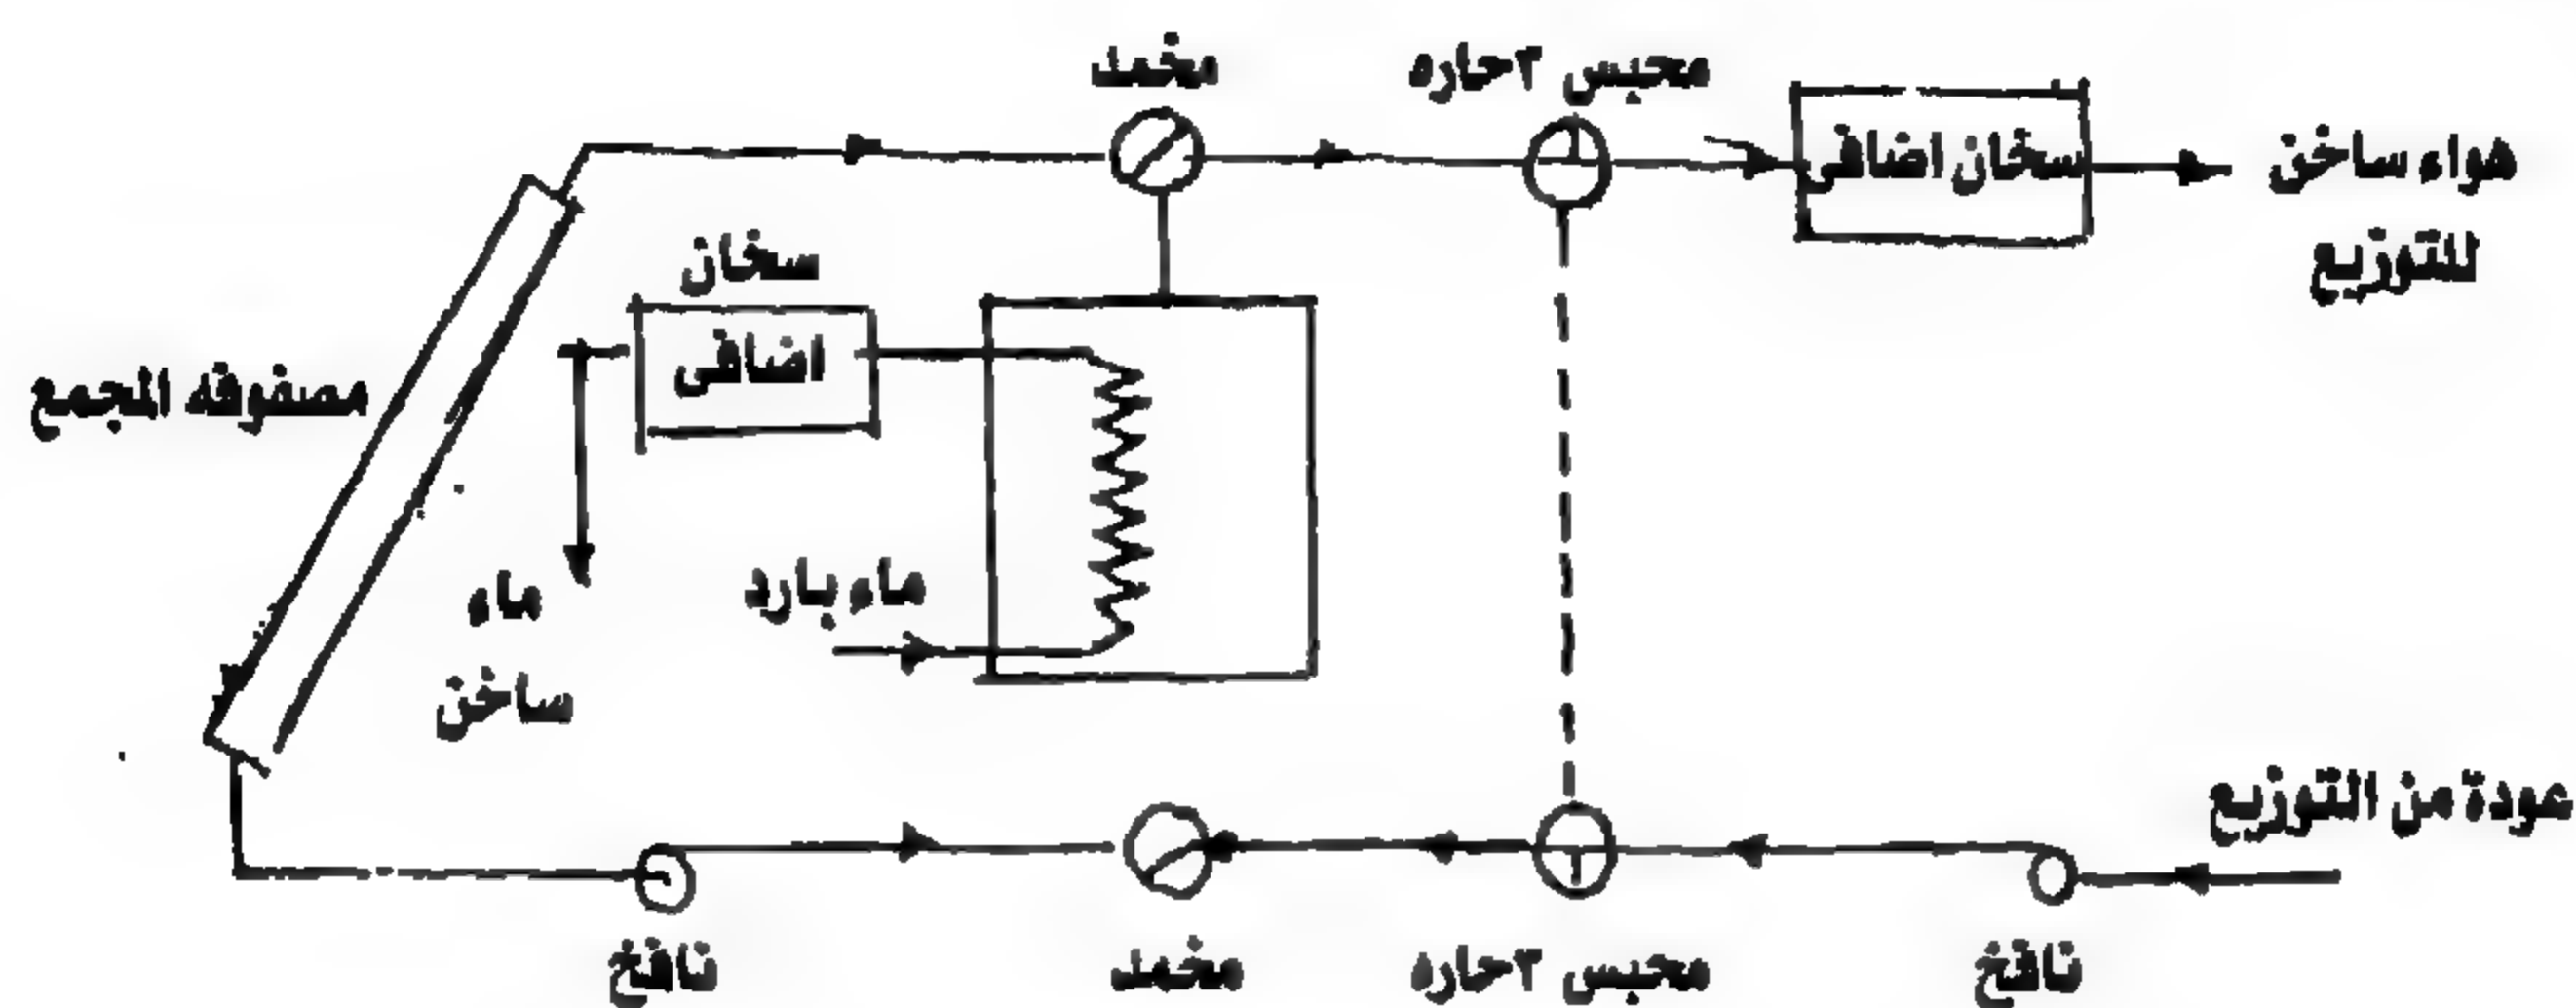 مخمد
محبس ٣حاره
سخان اضافى
هواء ساخن
للتوزيع
سخان
اضافى
مصفوفه المجمع
ماء بارد
ماء
ساخن
عودة من التوزيع
نافخ
مخمد
محبس ٣حاره
نافخ